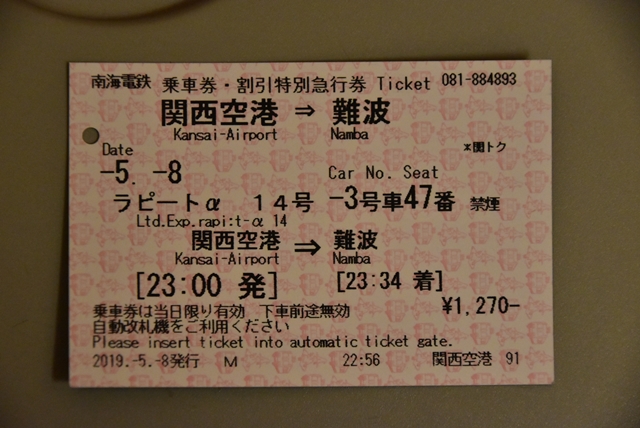 南海電鉄 乗車券・割引特別急行券 Ticket 081-884893
関西空港 ⇒ 難波
Kansai-Airport Namba
Date *関トク
-5. -8 Car No. Seat
ラピートα 14号 -3号車47番 禁煙
Ltd.Exp.rapi:t-α 14
関西空港 ⇒ 難波
Kansai-Airport Namba
[23:00 発] [23:34 着]
乗車券は当日限り有効 下車前途無効 ¥1,270-
自動改札機をご利用ください
Please insert ticket into automatic ticket gate.
2019.-5.-8発行 M 22:56 関西空港 91